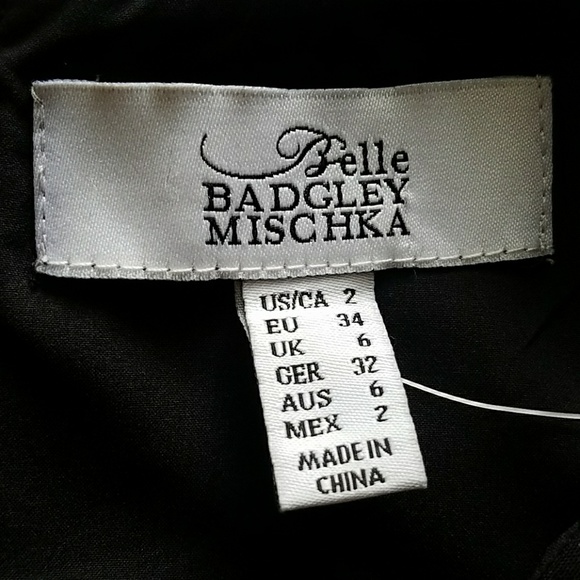 Belle
BADGLEY
MISCHKA
US/CA 2
EU 34
UK 6
GER 32
AUS 6
MEX 2
MADE IN
CHINA